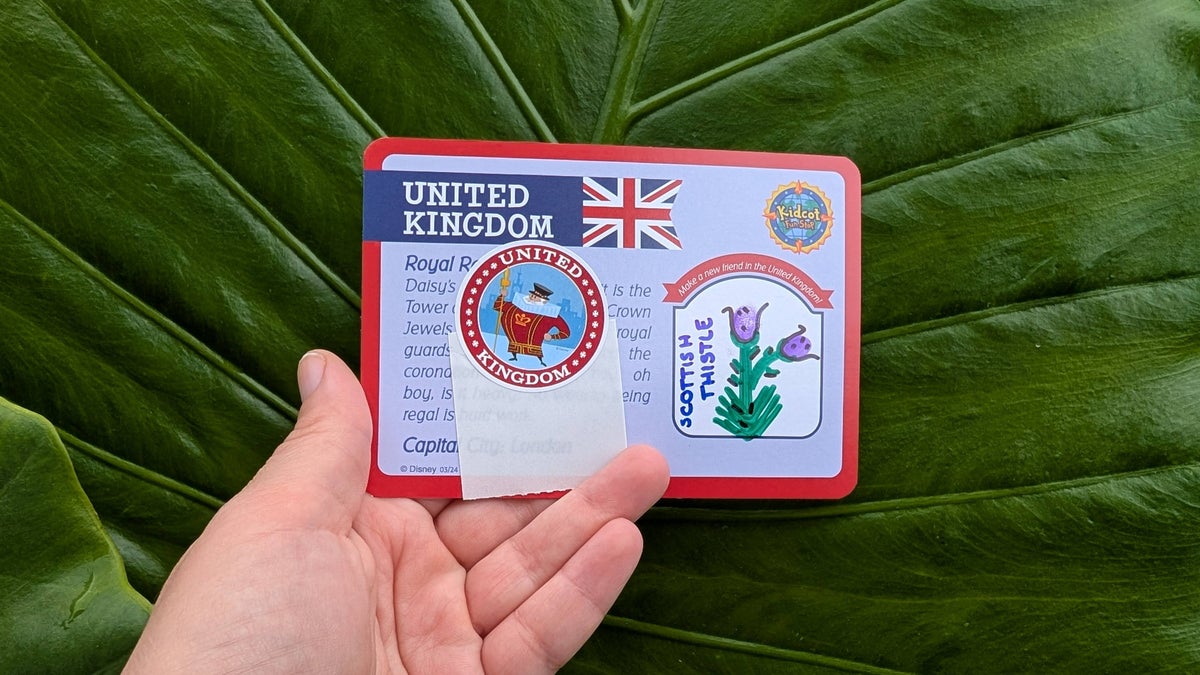 UNITED
KINGDOM
Kidcot
Fun Stop
Royal
Daisy's it is the
Tower Crown
Jewels royal
guards the
oh
boy, is being
regal is hard work.
Capital City: London
© Disney 03/24
UNITED
KINGDOM
Make a new friend in the United Kingdom!
SCOTTISH
THISTLE